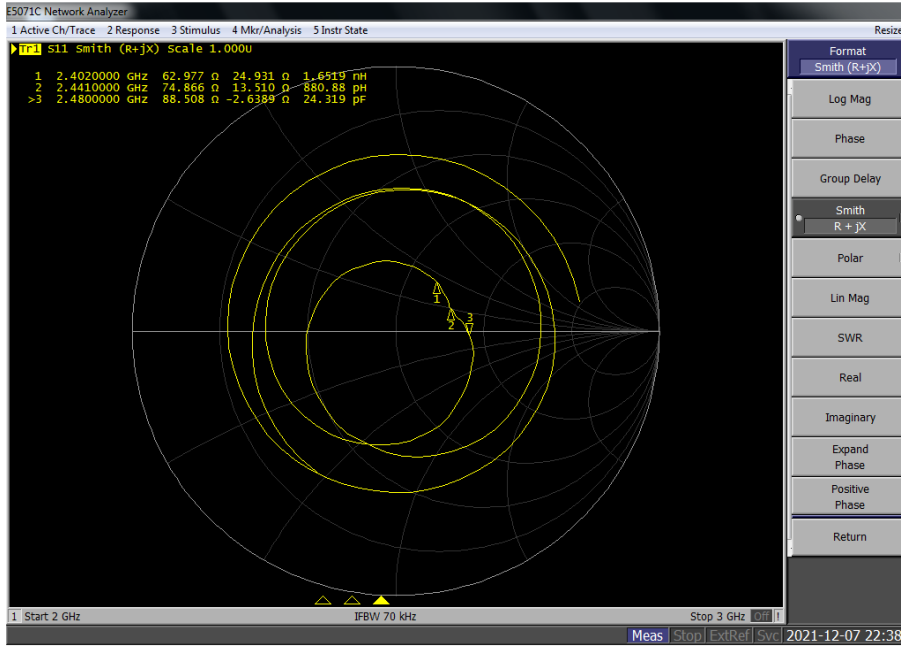 E5071C Network Analyzer
1 Active Ch/Trace 2 Response 3 Stimulus 4 Mkr/Analysis 5 Instr State
Resize
Tr1 S11 Smith (R+jX) Scale 1.000U
1 2.4020000 GHz 62.977 Ω 24.931 Ω 1.6519 nH
2 2.4410000 GHz 74.866 Ω 13.510 Ω 880.88 pH
>3 2.4800000 GHz 88.508 Ω -2.6389 Ω 24.319 pF
1
2
3
Format
Smith (R+jX)
Log Mag
Phase
Group Delay
Smith
R + jX
Polar
Lin Mag
SWR
Real
Imaginary
Expand
Phase
Positive
Phase
Return
1 Start 2 GHz
IFBW 70 kHz
Stop 3 GHz Off !
Meas Stop ExtRef Svc 2021-12-07 22:38